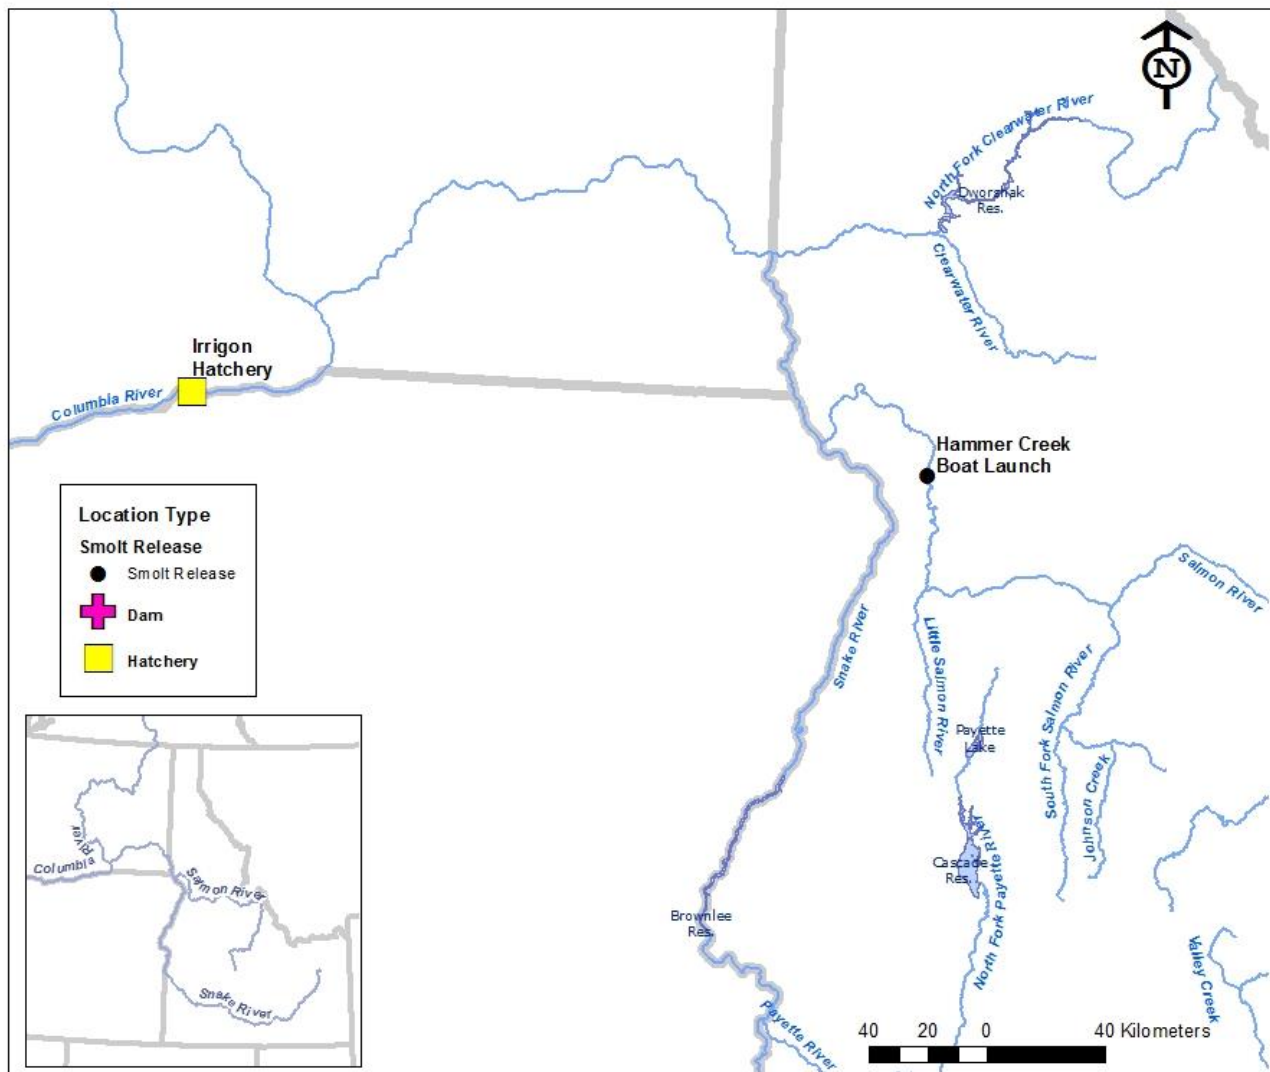 N
North Fork Clearwater River
Dworshak
Res.
Clearwater River
Irrigon
Hatchery
Columbia River
Hammer Creek
Boat Launch
Location Type
Smolt Release
Smolt Release
Dam
Hatchery
Salmon River
Snake River
Little Salmon River
South Fork Salmon River
Payette
Lake
Johnson Creek
Cascade
Res.
North Fork Payette River
Brownlee
Res.
Valley Creek
Payette River
40 20 0 40 Kilometers
Columbia
River
Salmon River
Snake River